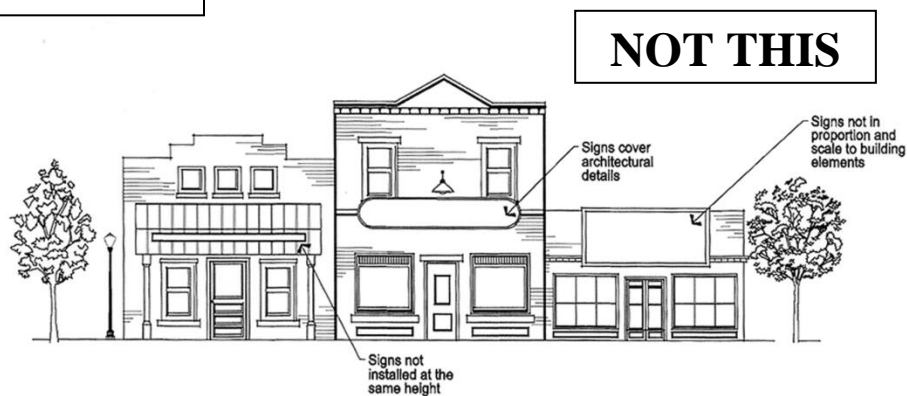 NOT THIS
Signs not in
proportion and
scale to building
elements
Signs cover
architectural
details
Signs not
installed at the
same height